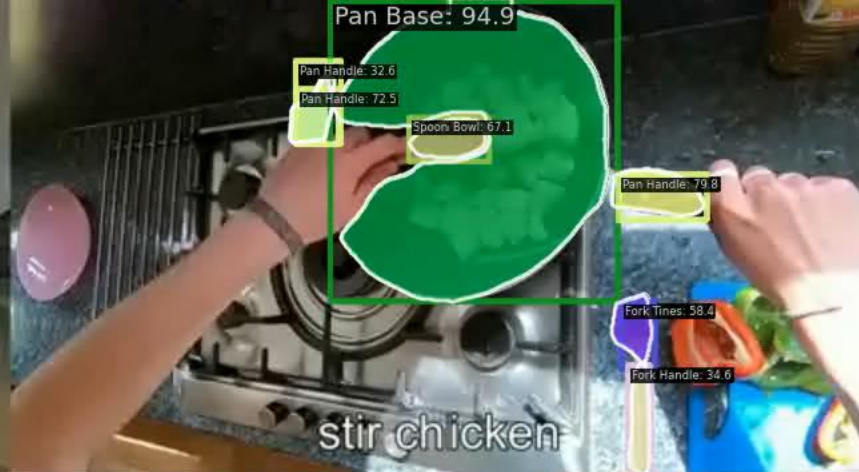 Pan Base: 94.9
Pan Handle: 32.6
Pan Handle: 72.5
Spoon Bowl: 67.1
Pan Handle: 79.8
Fork Tines: 58.4
Fork Handle: 34.6
stir chicken